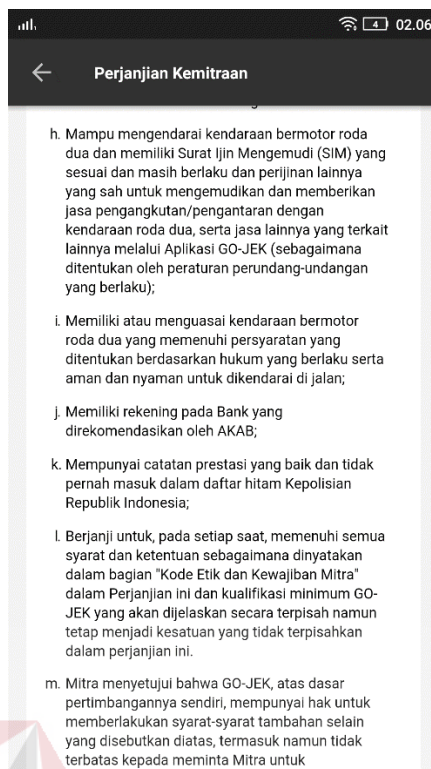 4 02.06
Perjanjian Kemitraan
h. Mampu mengendarai kendaraan bermotor roda
dua dan memiliki Surat Ijin Mengemudi (SIM) yang
sesuai dan masih berlaku dan perijinan lainnya
yang sah untuk mengemudikan dan memberikan
jasa pengangkutan/pengantaran dengan
kendaraan roda dua, serta jasa lainnya yang terkait
lainnya melalui Aplikasi GO-JEK (sebagaimana
ditentukan oleh peraturan perundang-undangan
yang berlaku);
i. Memiliki atau menguasai kendaraan bermotor
roda dua yang memenuhi persyaratan yang
ditentukan berdasarkan hukum yang berlaku serta
aman dan nyaman untuk dikendarai di jalan;
j. Memiliki rekening pada Bank yang
direkomendasikan oleh AKAB;
k. Mempunyai catatan prestasi yang baik dan tidak
pernah masuk dalam daftar hitam Kepolisian
Republik Indonesia;
l. Berjanji untuk, pada setiap saat, memenuhi semua
syarat dan ketentuan sebagaimana dinyatakan
dalam bagian "Kode Etik dan Kewajiban Mitra"
dalam Perjanjian ini dan kualifikasi minimum GO-
JEK yang akan dijelaskan secara terpisah namun
tetap menjadi kesatuan yang tidak terpisahkan
dalam perjanjian ini.
m. Mitra menyetujui bahwa GO-JEK, atas dasar
pertimbangannya sendiri, mempunyai hak untuk
memberlakukan syarat-syarat tambahan selain
yang disebutkan diatas, termasuk namun tidak
terbatas kepada meminta Mitra untuk